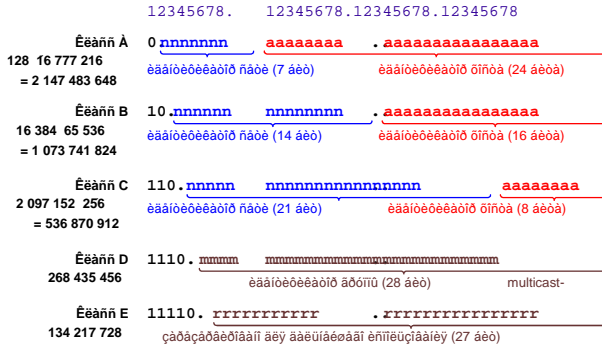 12345678. 12345678.12345678.12345678
Êëàññ À 0.nnnnnnn aaaaaaaa .aaaaaaaaaaaaaaaa
128 16 777 216
= 2 147 483 648
èäåíòèôèêàòîð ñåòè (7 áèò) èäåíòèôèêàòîð õîñòà (24 áèòà)
Êëàññ B 10.nnnnnn nnnnnnnn .aaaaaaaaaaaaaaaa
16 384 65 536
= 1 073 741 824
èäåíòèôèêàòîð ñåòè (14 áèò) èäåíòèôèêàòîð õîñòà (16 áèòà)
Êëàññ C 110.nnnnn nnnnnnnnnnnnnnnn aaaaaaaa
2 097 152 256
= 536 870 912
èäåíòèôèêàòîð ñåòè (21 áèò) èäåíòèôèêàòîð õîñòà (8 áèòà)
Êëàññ D 1110.mmmm mmmmmmmmmmmmmmmmmmmmmmmm
268 435 456
èäåíòèôèêàòîð ãðóïïû (28 áèò) multicast-
Êëàññ E 11110.rrrrrrrrrrr .rrrrrrrrrrrrrrrr
134 217 728
çàðåçåðâèðîâàíî äëÿ äàëüíåéøåãî èñïîëüçîâàíèÿ (27 áèò)